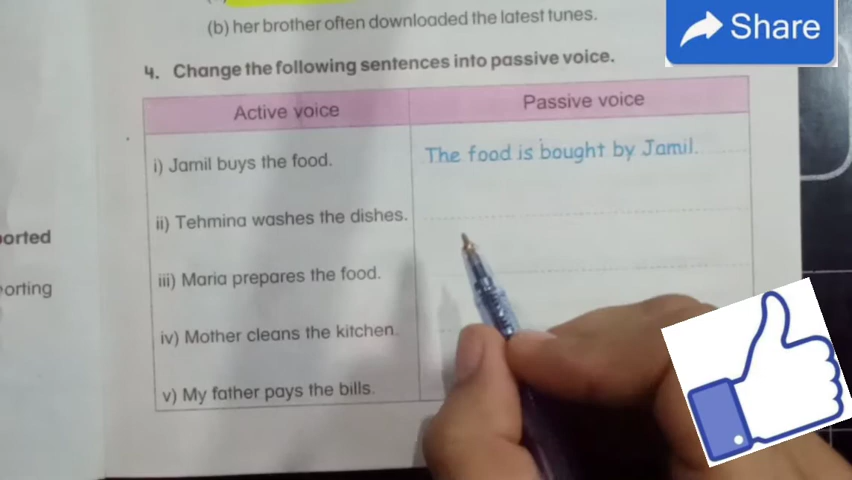 (b) her brother often downloaded the latest tunes.
Share
4. Change the following sentences into passive voice.
Active voice
Passive voice
i) Jamil buys the food.
The food is bought by Jamil.
ii) Tehmina washes the dishes.
orted
iii) Maria prepares the food.
orting
iv) Mother cleans the kitchen.
v) My father pays the bills.